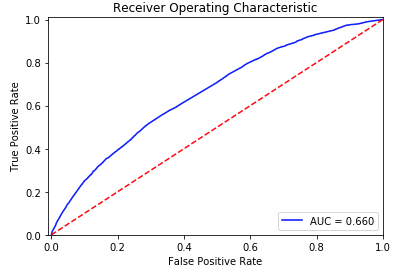 Receiver Operating Characteristic
True Positive Rate
1.0
0.8
0.6
0.4
0.2
0.0
AUC = 0.660
0.0 0.2 0.4 0.6 0.8 1.0
False Positive Rate